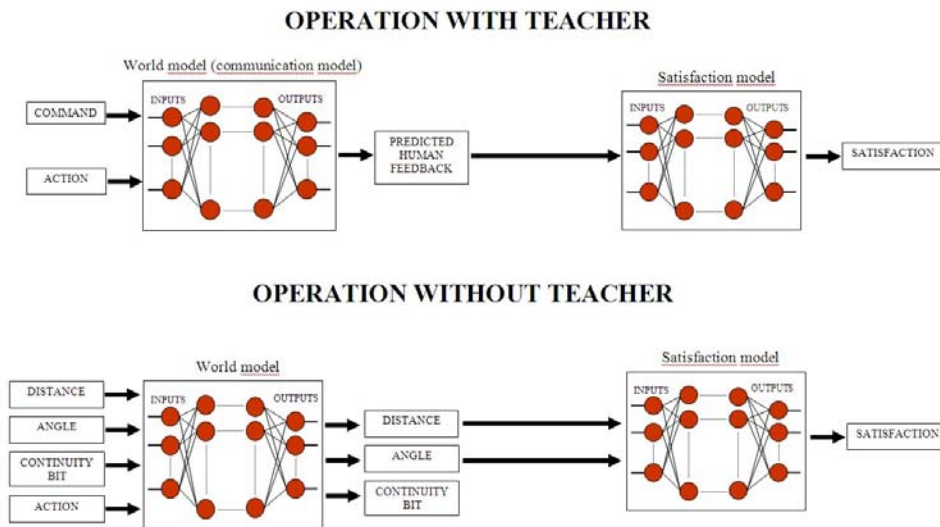 OPERATION WITH TEACHER
World model (communication model)
Satisfaction model
INPUTS
OUTPUTS
INPUTS
OUTPUTS
COMMAND
ACTION
PREDICTED
HUMAN
FEEDBACK
SATISFACTION
OPERATION WITHOUT TEACHER
World model
Satisfaction model
DISTANCE
ANGLE
CONTINUITY
BIT
ACTION
INPUTS
OUTPUTS
DISTANCE
ANGLE
CONTINUITY
BIT
INPUTS
OUTPUTS
SATISFACTION